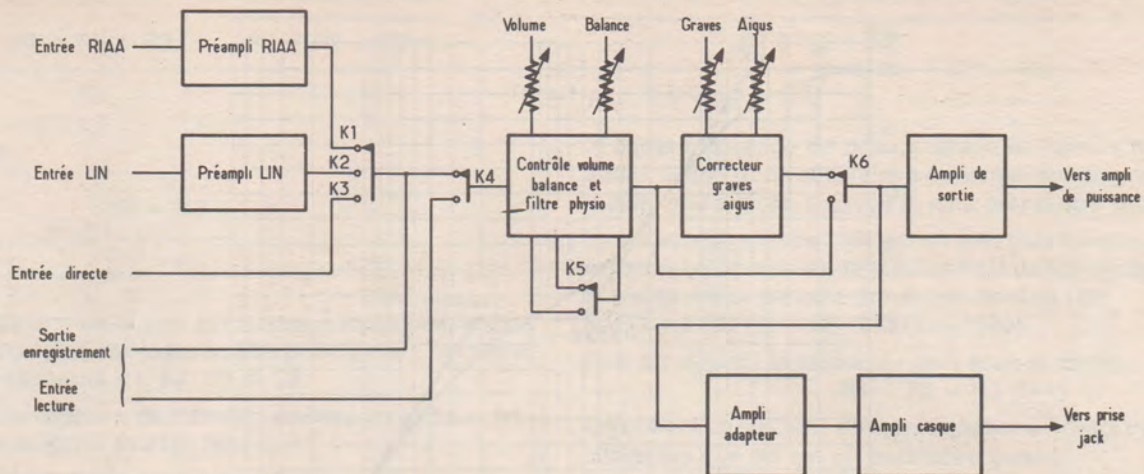 Volume
Balance
Graves
Aigus
Entrée RIAA
Préampli RIAA
K1
Entrée LIN
Préampli LIN
K2
K3
K4
Contrôle volume
balance et
filtre physio
Correcteur
graves
aigus
K6
Ampli de
sortie
Vers ampli
de puissance
Entrée directe
K5
Sortie
enregistrement
Entrée
lecture
Ampli
adapteur
Ampli casque
Vers prise
jack